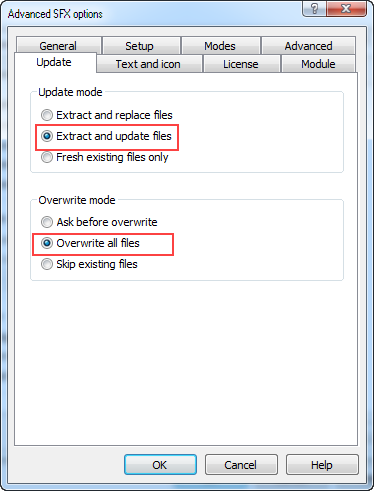 Advanced SFX options
General Setup Modes Advanced
Update Text and icon License Module
Update mode
Extract and replace files
Extract and update files
Fresh existing files only
Overwrite mode
Ask before overwrite
Overwrite all files
Skip existing files
OK Cancel Help